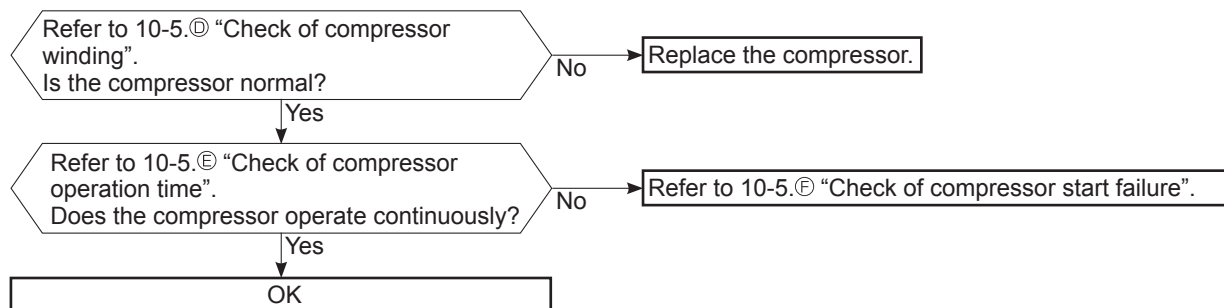 Refer to 10-5.Ⓓ “Check of compressor
winding”.
Is the compressor normal?
No
Replace the compressor.
Yes
Refer to 10-5.Ⓔ “Check of compressor
operation time”.
Does the compressor operate continuously?
No
Refer to 10-5.Ⓕ “Check of compressor start failure”.
Yes
OK